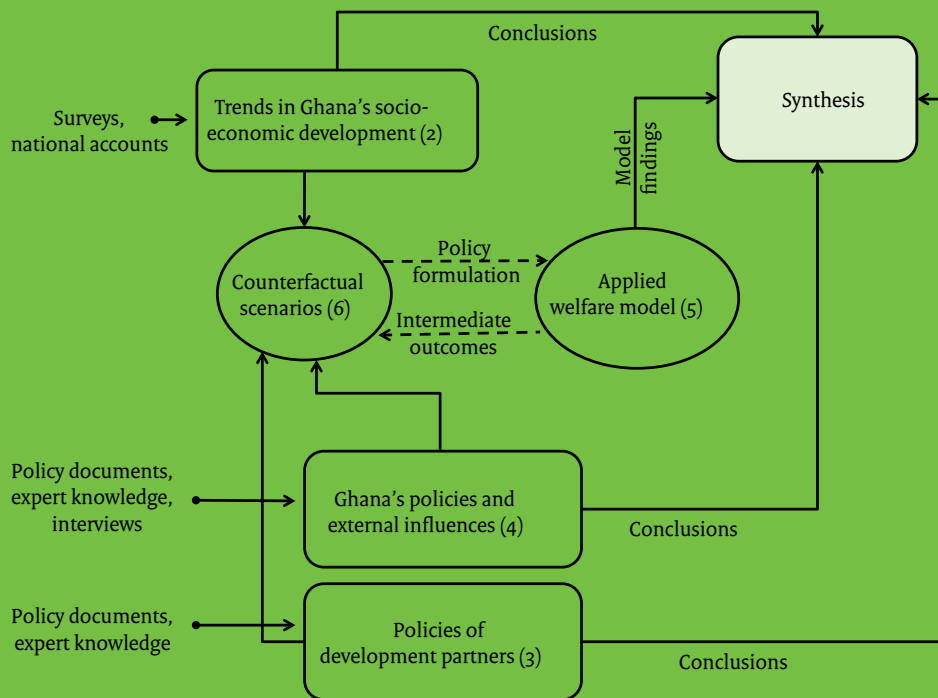 Conclusions
Trends in Ghana’s socio-
economic development (2)
Surveys,
national accounts
Synthesis
Model
findings
Counterfactual
scenarios (6)
Policy
formulation
Intermediate
outcomes
Applied
welfare model (5)
Policy documents,
expert knowledge,
interviews
Ghana’s policies and
external influences (4)
Conclusions
Policy documents,
expert knowledge
Policies of
development partners (3)
Conclusions